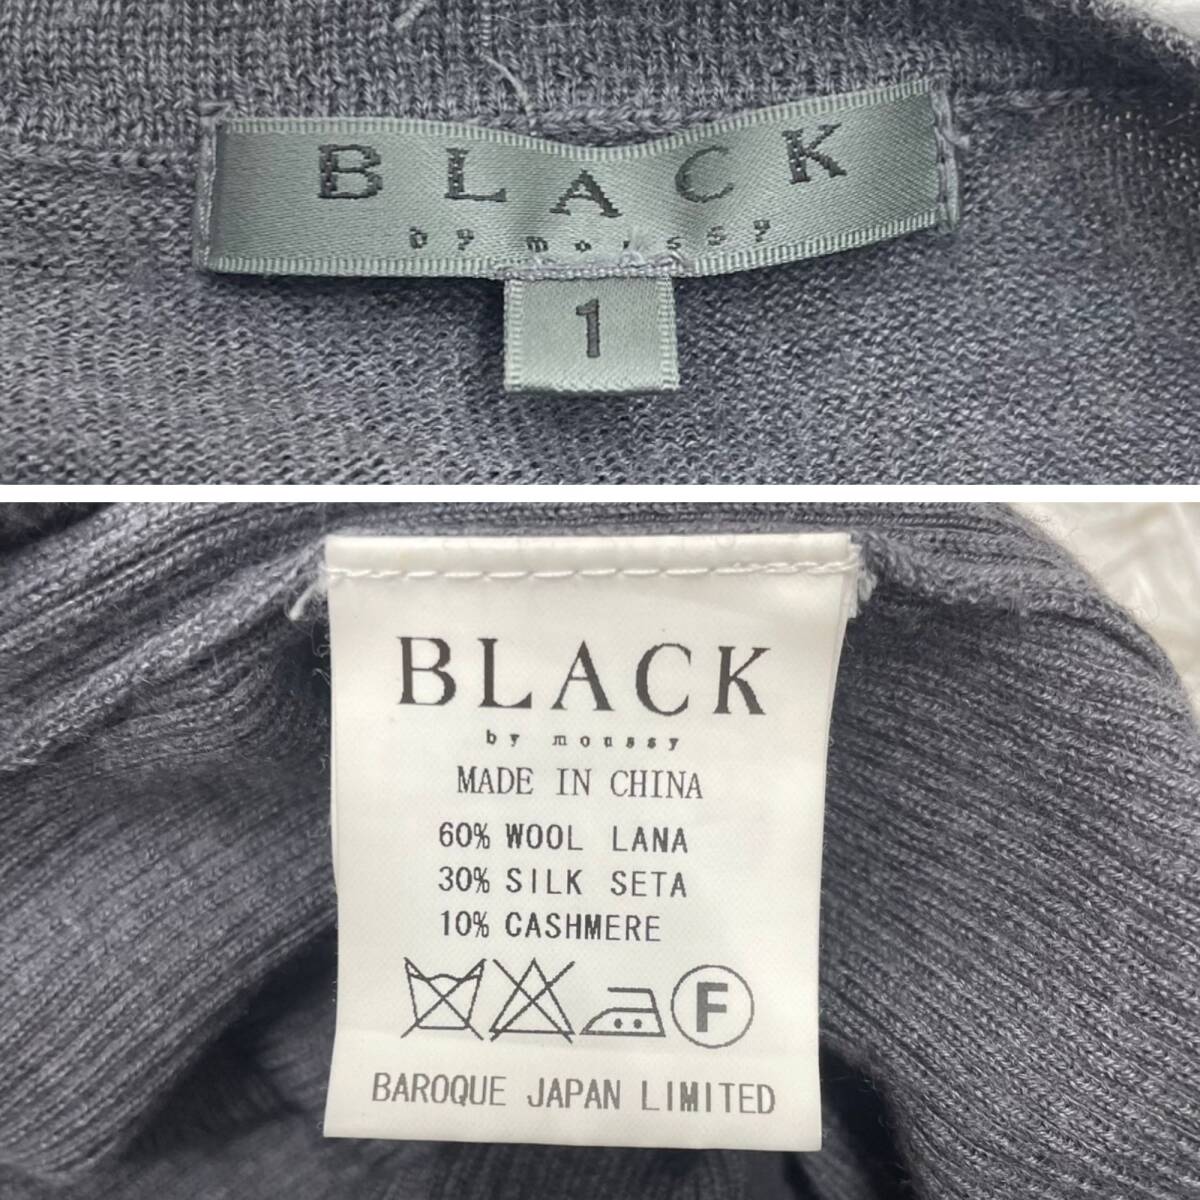 BLACK
by moussy
1
BLACK
by moussy
MADE IN CHINA
60% WOOL LANA
30% SILK SETA
10% CASHMERE
F
BAROQUE JAPAN LIMITED